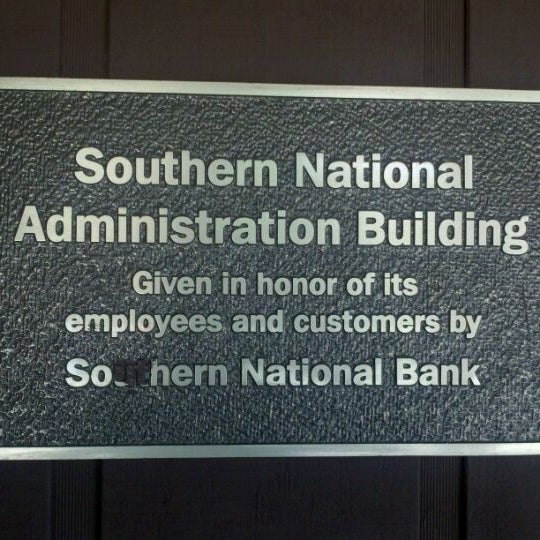 Southern National
Administration Building
Given in honor of its
employees and customers by
Southern National Bank